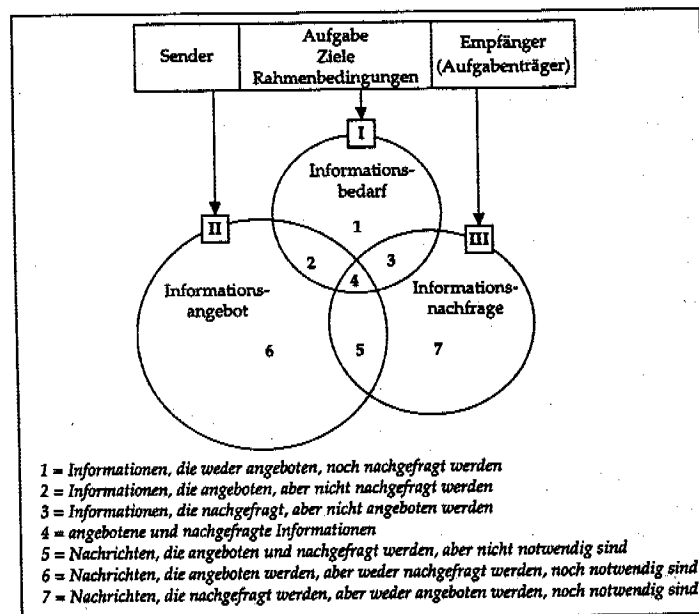 Sender
Aufgabe
Ziele
Rahmenbedingungen
Empfänger
(Aufgabenträger)
I
Informations-
bedarf
1
II
III
2
3
4
Informations-
angebot
Informations-
nachfrage
6
5
7
1 = Informationen, die weder angeboten, noch nachgefragt werden
2 = Informationen, die angeboten, aber nicht nachgefragt werden
3 = Informationen, die nachgefragt, aber nicht angeboten werden
4 = angebotene und nachgefragte Informationen
5 = Nachrichten, die angeboten und nachgefragt werden, aber nicht notwendig sind
6 = Nachrichten, die angeboten werden, aber weder nachgefragt werden, noch notwendig sind
7 = Nachrichten, die nachgefragt werden, aber weder angeboten werden, noch notwendig sind